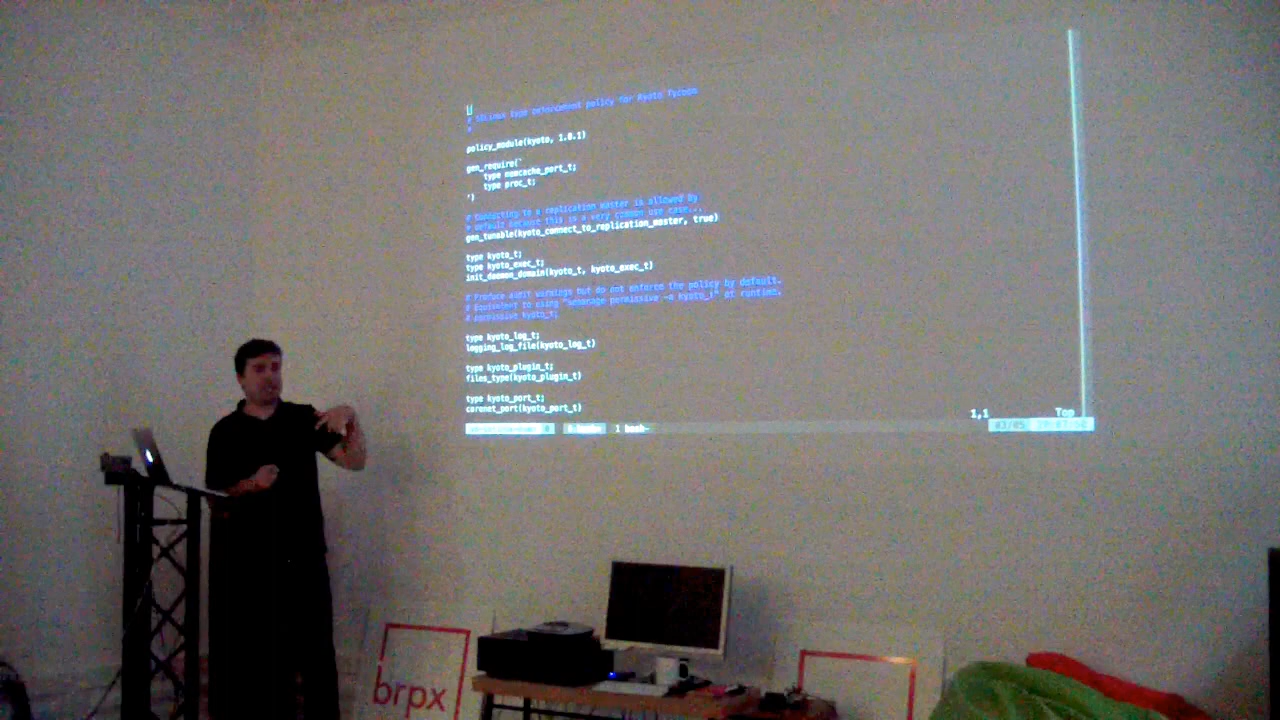 #
# SELinux type enforcement policy for Kyoto Tycoon
#
policy_module(kyoto, 1.0.1)
gen_require(`
type memcache_port_t;
type proc_t;
')
# Connecting to a replication master is allowed by
# default because this is a very common use case...
gen_tunable(kyoto_connect_to_replication_master, true)
type kyoto_t;
type kyoto_exec_t;
init_daemon_domain(kyoto_t, kyoto_exec_t)
# Produce audit warnings but do not enforce the policy by default.
# Equivalent to using "semanage permissive -a kyoto_t" at runtime.
# permissive kyoto_t;
type kyoto_log_t;
logging_log_file(kyoto_log_t)
type kyoto_plugin_t;
files_type(kyoto_plugin_t)
type kyoto_port_t;
corenet_port(kyoto_port_t)
1,1 Top
1 bash-
brpx